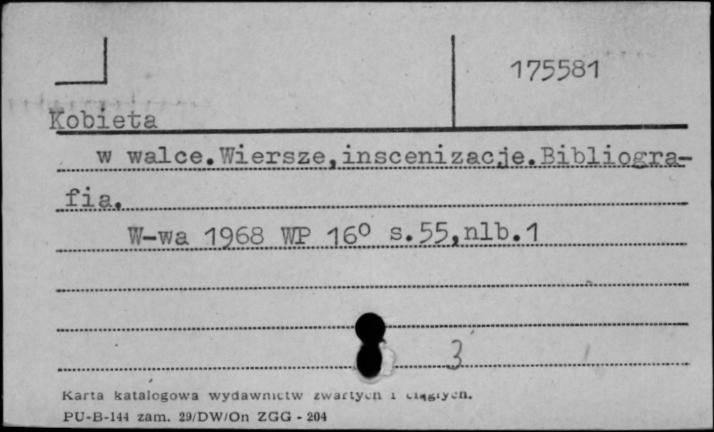 175581
Kobieta
w walce.Wiersze,inscenizacje.Bibliogra-
fia.
W-wa 1968 WP 16º s.55,nlb.1
3
Karta katalogowa wydawnictw zwartych i ciągłych.
PU-B-144 zam. 29/DW/On ZGG - 204